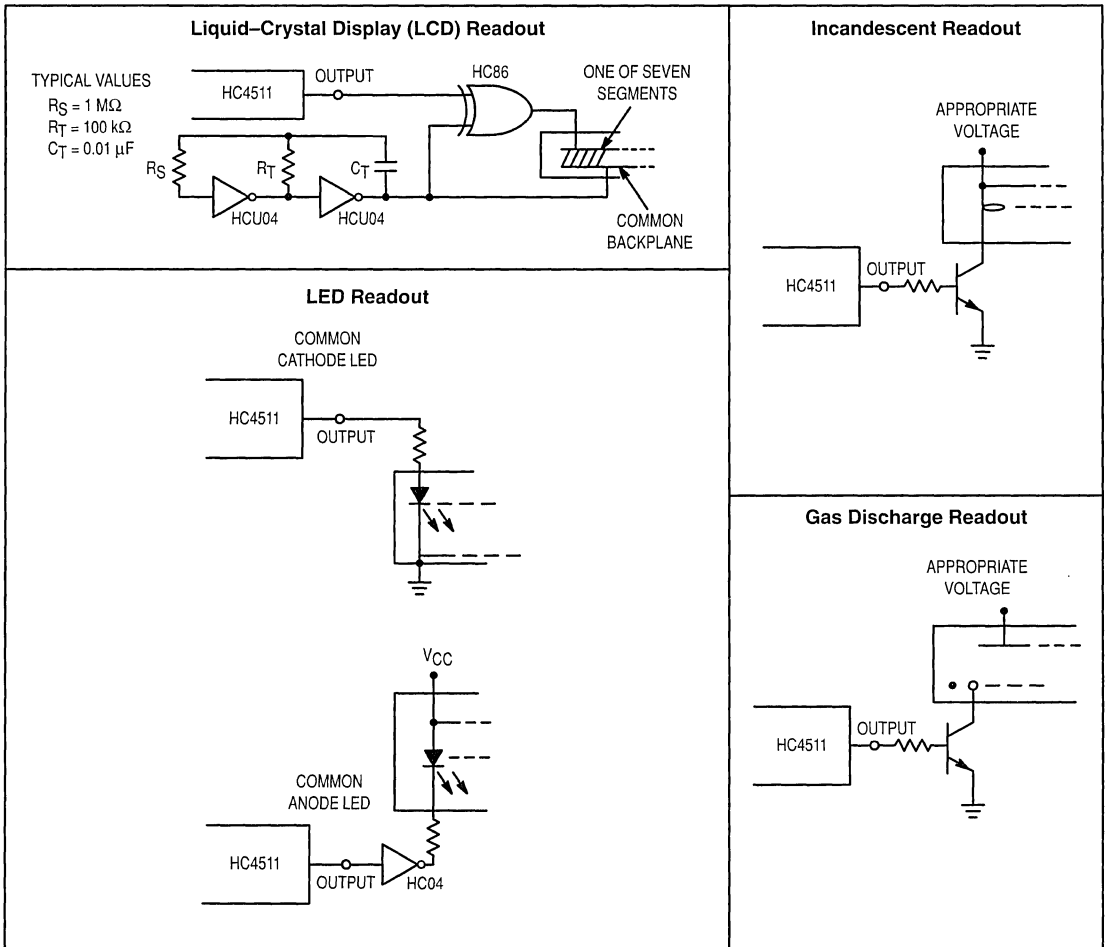 Liquid–Crystal Display (LCD) Readout
TYPICAL VALUES
RS = 1 MΩ
RT = 100 kΩ
CT = 0.01 μF
HC4511
OUTPUT
HC86
ONE OF SEVEN
SEGMENTS
RS
RT
CT
HCU04
HCU04
COMMON
BACKPLANE
Incandescent Readout
APPROPRIATE
VOLTAGE
HC4511
OUTPUT
LED Readout
COMMON
CATHODE LED
HC4511
OUTPUT
VCC
COMMON
ANODE LED
HC4511
OUTPUT
HC04
Gas Discharge Readout
APPROPRIATE
VOLTAGE
HC4511
OUTPUT